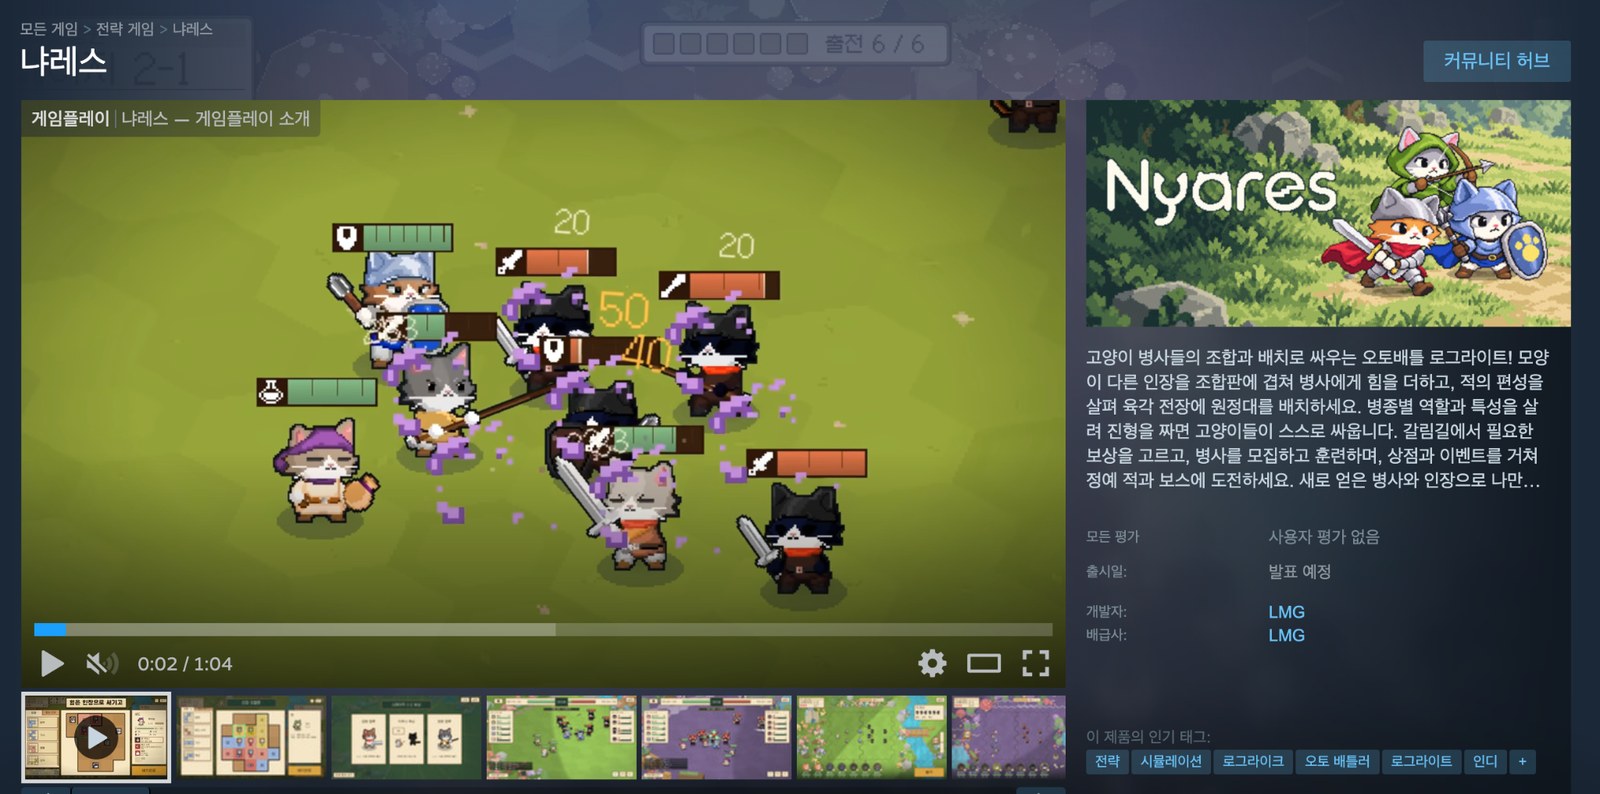 모든 게임 > 전략 게임 > 냐레스
냐레스
2-1
출전 6 / 6
커뮤니티 허브
게임플레이 | 냐레스 — 게임플레이 소개
20
20
50
40
0:02 / 1:04
Nyares
고양이 병사들의 조합과 배치로 싸우는 오토배틀 로그라이트! 모양
이 다른 인장을 조합판에 겹쳐 병사에게 힘을 더하고, 적의 편성을
살펴 육각 전장에 원정대를 배치하세요. 병종별 역할과 특성을 살
려 진형을 짜면 고양이들이 스스로 싸웁니다. 갈림길에서 필요한
보상을 고르고, 병사를 모집하고 훈련하며, 상점과 이벤트를 거쳐
정예 적과 보스에 도전하세요. 새로 얻은 병사와 인장으로 나만...
모든 평가
사용자 평가 없음
출시일:
발표 예정
개발자:
LMG
배급사:
LMG
이 제품의 인기 태그:
전략 시뮬레이션 로그라이크 오토 배틀러 로그라이트 인디 +